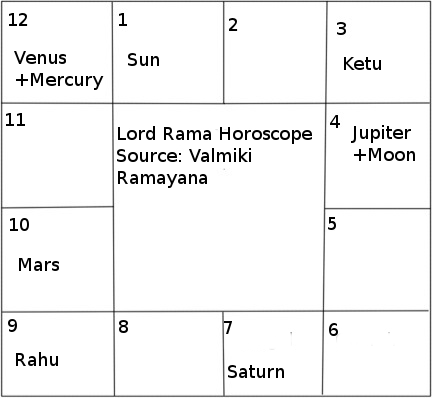 12
Venus
+Mercury
1
Sun
2
3
Ketu
11
Lord Rama Horoscope
Source: Valmiki
Ramayana
4
Jupiter
+Moon
10
Mars
5
9
Rahu
8
7
Saturn
6